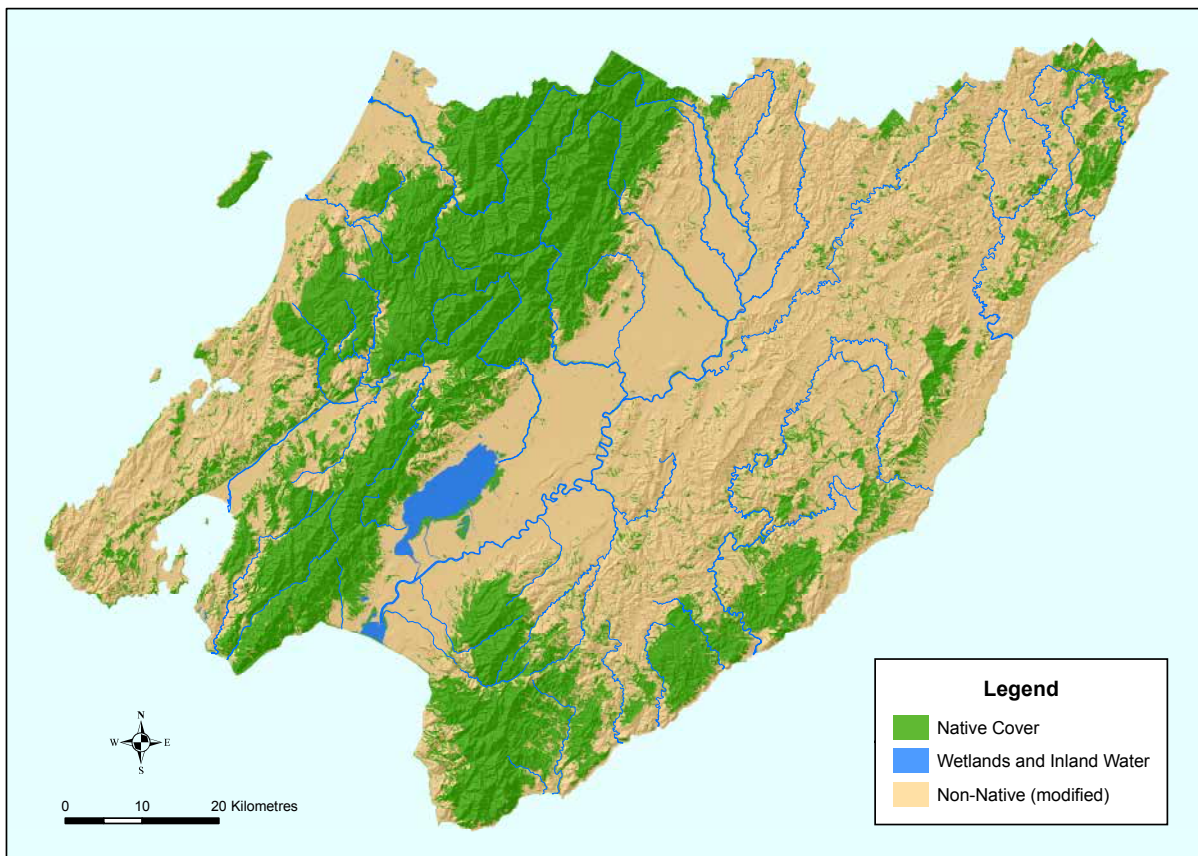 Legend
Native Cover
Wetlands and Inland Water
Non-Native (modified)
N
W E
S
0 10 20 Kilometres